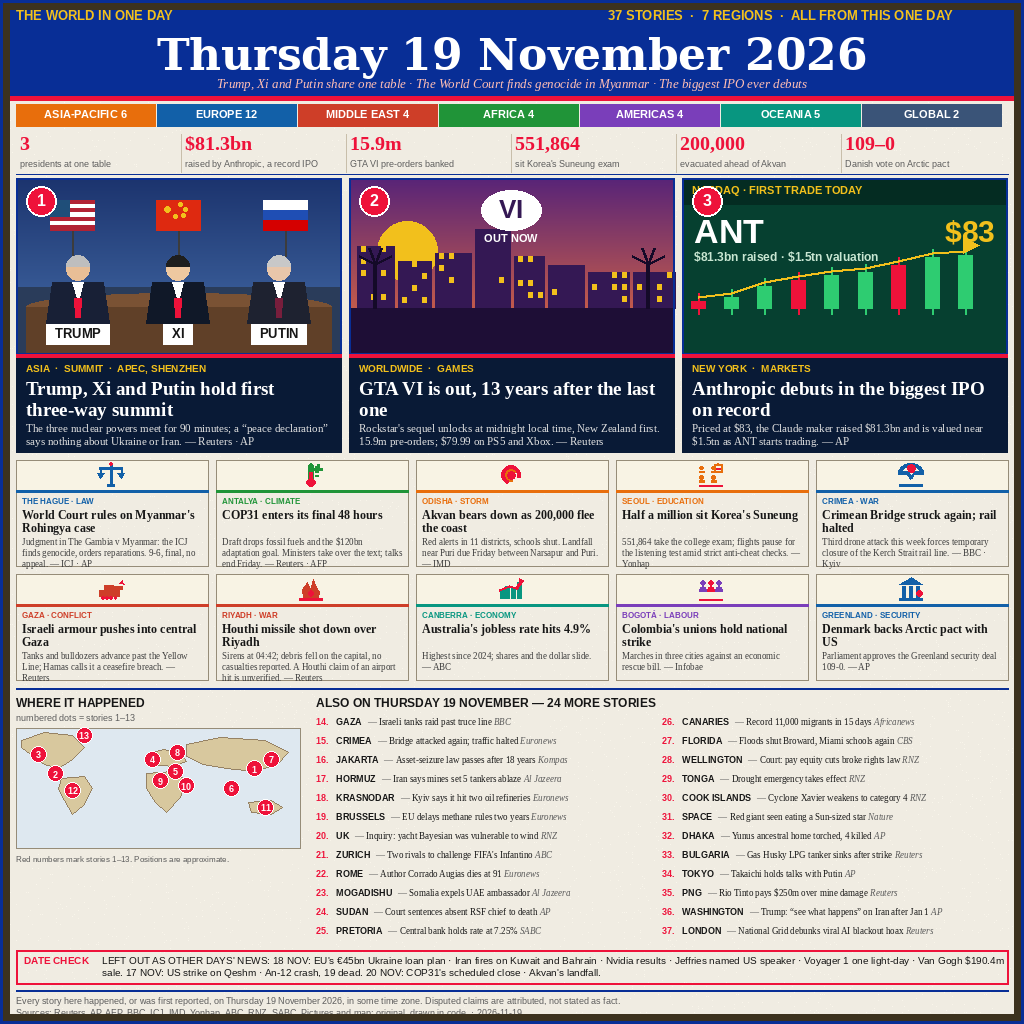 THE WORLD IN ONE DAY
37 STORIES · 7 REGIONS · ALL FROM THIS ONE DAY
Thursday 19 November 2026
Trump, Xi and Putin share one table · The World Court finds genocide in Myanmar · The biggest IPO ever debuts
ASIA-PACIFIC 6
EUROPE 12
MIDDLE EAST 4
AFRICA 4
AMERICAS 4
OCEANIA 5
GLOBAL 2
3
presidents at one table
$81.3bn
raised by Anthropic, a record IPO
15.9m
GTA VI pre-orders banked
551,864
sit Korea's Suneung exam
200,000
evacuated ahead of Akvan
109–0
Danish vote on Arctic pact
1
TRUMP
XI
PUTIN
ASIA · SUMMIT · APEC, SHENZHEN
Trump, Xi and Putin hold first
three-way summit
The three nuclear powers meet for 90 minutes; a “peace declaration”
says nothing about Ukraine or Iran. — Reuters · AP
2
VI
OUT NOW
WORLDWIDE · GAMES
GTA VI is out, 13 years after the last
one
Rockstar's sequel unlocks at midnight local time, New Zealand first.
15.9m pre-orders; $79.99 on PS5 and Xbox. — Reuters
3
· FIRST TRADE TODAY
ANT
$83
$81.3bn raised · $1.5tn valuation
NEW YORK · MARKETS
Anthropic debuts in the biggest IPO
on record
Priced at $83, the Claude maker raised $81.3bn and is valued near
$1.5tn as ANT starts trading. — AP
THE HAGUE · LAW
World Court rules on Myanmar's
Rohingya case
Judgment in The Gambia v Myanmar: the ICJ
finds genocide, orders reparations. 9-6, final, no
appeal. — ICJ · AP
ANTALYA · CLIMATE
COP31 enters its final 48 hours
Draft drops fossil fuels and the $120bn
adaptation goal. Ministers take over the text; talks
end Friday. — Reuters · AFP
ODISHA · STORM
Akvan bears down as 200,000 flee
the coast
Red alerts in 11 districts, schools shut. Landfall
near Puri due Friday between Narsapur and Puri.
— IMD
SEOUL · EDUCATION
Half a million sit Korea's Suneung
551,864 take the college exam; flights pause for
the listening test amid strict anti-cheat checks. —
Yonhap
CRIMEA · WAR
Crimean Bridge struck again; rail
halted
Third drone attack this week forces temporary
closure of the Kerch Strait rail line. — BBC ·
Kyiv
GAZA · CONFLICT
Israeli armour pushes into central
Gaza
Tanks and bulldozers advance past the Yellow
Line; Hamas calls it a ceasefire breach. —
Reuters
RIYADH · WAR
Houthi missile shot down over
Riyadh
Sirens at 04:42; debris fell on the capital, no
casualties reported. A Houthi claim of an airport
hit is unverified. — Reuters
CANBERRA · ECONOMY
Australia's jobless rate hits 4.9%
Highest since 2024; shares and the dollar slide.
— ABC
BOGOTÁ · LABOUR
Colombia's unions hold national
strike
Marches in three cities against an economic
rescue bill. — Infobae
GREENLAND · SECURITY
Denmark backs Arctic pact with
US
Parliament approves the Greenland security deal
109-0. — AP
WHERE IT HAPPENED
numbered dots = stories 1–13
13
3
2
12
4
8
5
9
10
6
1
7
11
Red numbers mark stories 1–13. Positions are approximate.
ALSO ON THURSDAY 19 NOVEMBER — 24 MORE STORIES
14. GAZA — Israeli tanks raid past truce line BBC
15. CRIMEA — Bridge attacked again; traffic halted Euronews
16. JAKARTA — Asset-seizure law passes after 18 years Kompas
17. HORMUZ — Iran says mines set 5 tankers ablaze Al Jazeera
18. KRASNODAR — Kyiv says it hit two oil refineries Euronews
19. BRUSSELS — EU delays methane rules two years Euronews
20. UK — Inquiry: yacht Bayesian was vulnerable to wind RNZ
21. ZURICH — Two rivals to challenge FIFA's Infantino ABC
22. ROME — Author Corrado Augias dies at 91 Euronews
23. MOGADISHU — Somalia expels UAE ambassador Al Jazeera
24. SUDAN — Court sentences absent RSF chief to death AP
25. PRETORIA — Central bank holds rate at 7.25% SABC
26. CANARIES — Record 11,000 migrants in 15 days Africanews
27. FLORIDA — Floods shut Broward, Miami schools again CBS
28. WELLINGTON — Court: pay equity cuts broke rights law RNZ
29. TONGA — Drought emergency takes effect RNZ
30. COOK ISLANDS — Cyclone Xavier weakens to category 4 RNZ
31. SPACE — Red giant seen eating a Sun-sized star Nature
32. DHAKA — Yunus ancestral home torched, 4 killed AP
33. BULGARIA — Gas Husky LPG tanker sinks after strike Reuters
34. TOKYO — Takaichi holds talks with Putin AP
35. PNG — Rio Tinto pays $250m over mine damage Reuters
36. WASHINGTON — Trump: “see what happens” on Iran after Jan 1 AP
37. LONDON — National Grid debunks viral AI blackout hoax Reuters
DATE CHECK
LEFT OUT AS OTHER DAYS' NEWS: 18 NOV: EU's €45bn Ukraine loan plan · Iran fires on Kuwait and Bahrain · Nvidia results · Jeffries named US speaker · Voyager 1 one light-day · Van Gogh $190.4m
sale. 17 NOV: US strike on Qeshm · An-12 crash, 19 dead. 20 NOV: COP31's scheduled close · Akvan's landfall.
Every story here happened, or was first reported, on Thursday 19 November 2026, in some time zone. Disputed claims are attributed, not stated as fact.
Sources: Reuters, AP, AFP, BBC, ICJ, IMD, Yonhap, ABC, RNZ, SABC. Pictures and map: original, drawn in code. · 2026-11-19